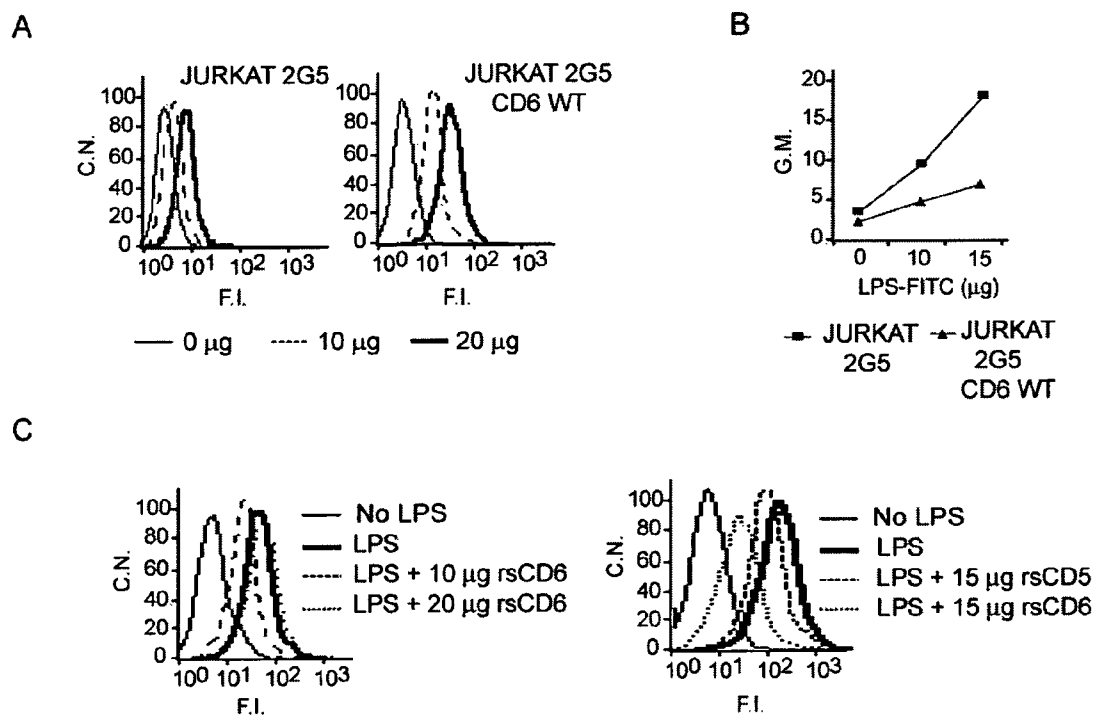 A
JURKAT 2G5
C.N.
100
80
60
40
20
0
10⁰ 10¹ 10² 10³
F.I.
JURKAT 2G5
CD6 WT
100
80
60
40
20
0
10⁰ 10¹ 10² 10³
F.I.
0 µg 10 µg 20 µg
B
G.M.
20
15
10
5
0
0 10 15
LPS-FITC (µg)
JURKAT
2G5
JURKAT
2G5
CD6 WT
C
C.N.
100
80
60
40
20
0
10⁰ 10¹ 10² 10³
F.I.
No LPS
LPS
LPS + 10 µg rsCD6
LPS + 20 µg rsCD6
C.N.
100
80
60
40
20
0
10⁰ 10¹ 10² 10³
F.I.
No LPS
LPS
LPS + 15 µg rsCD5
LPS + 15 µg rsCD6